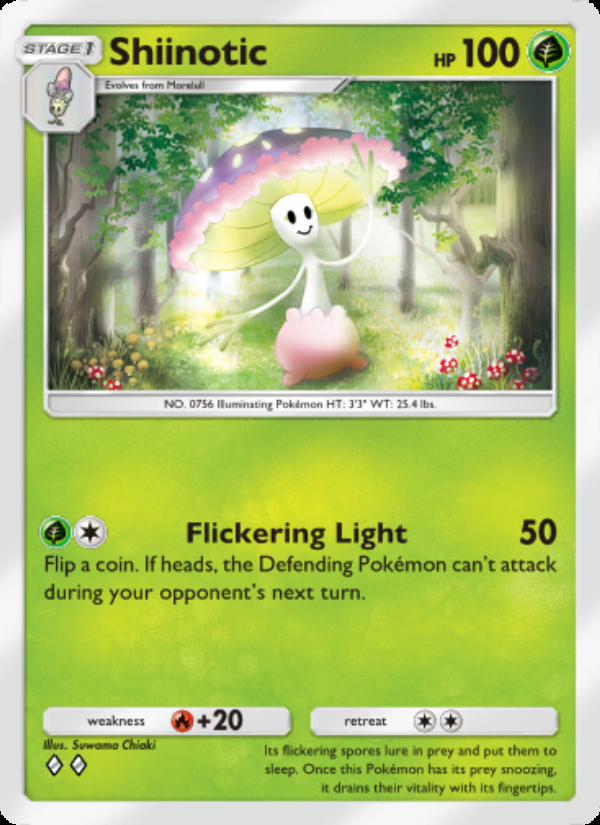 STAGE 1 Shiinotic HP 100
Evolves from Morelull
NO. 0756 Illuminating Pokémon HT: 3'3" WT: 25.4 lbs.
Flickering Light 50
Flip a coin. If heads, the Defending Pokémon can't attack
during your opponent's next turn.
weakness +20 retreat
Illus. Suwama Chiaki
Its flickering spores lure in prey and put them to
sleep. Once this Pokémon has its prey snoozing,
it drains their vitality with its fingertips.